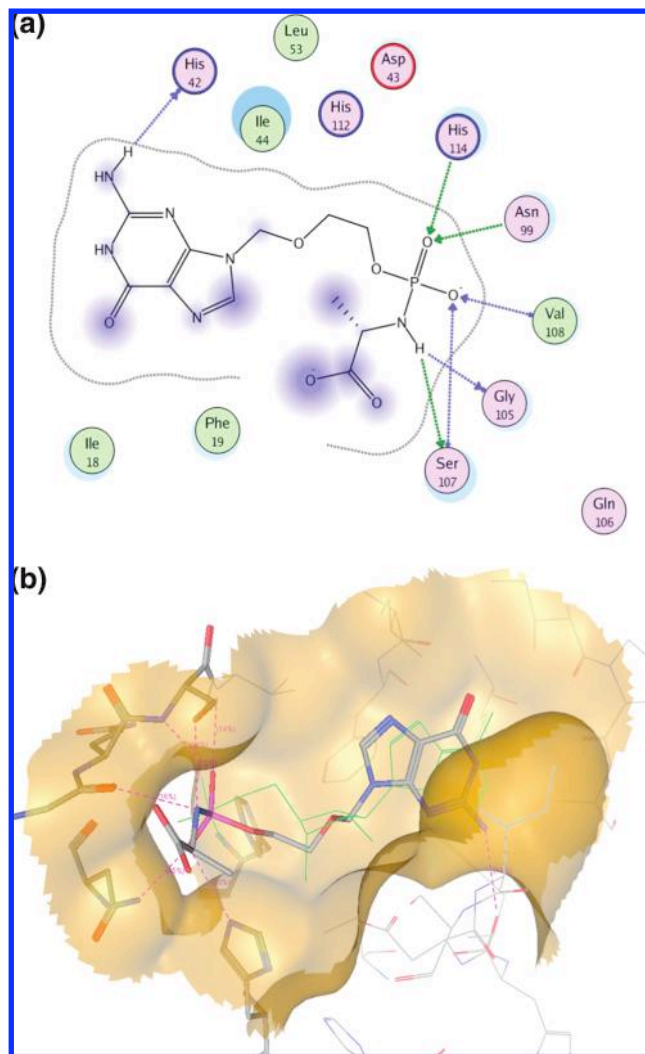 (a)
Leu
53
His
42
Asp
43
His
112
Ile
44
His
114
H
Asn
99
HN
N
O
HN
N
O
P
O-
Val
108
O
N
N
O
H
O-
O
Gly
105
Phe
19
Ile
18
Ser
107
Gln
106
(b)